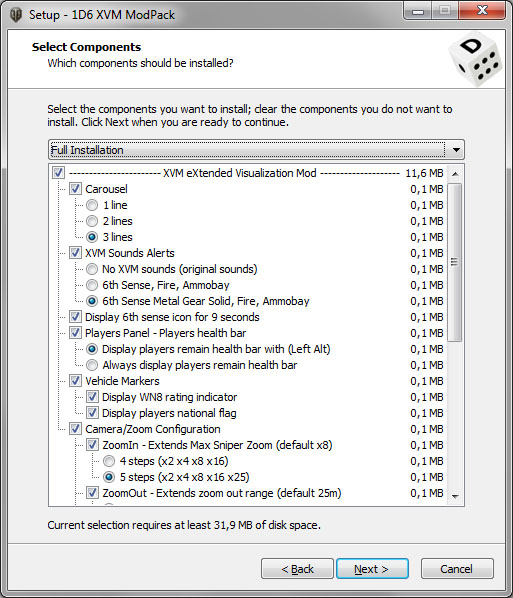 Setup - 1D6 XVM ModPack
Select Components
Which components should be installed?
D
Select the components you want to install; clear the components you do not want to
install. Click Next when you are ready to continue.
Full Installation
------------------------ XVM eXtended Visualization Mod --------------------- 11,6 MB
Carousel 0,1 MB
1 line 0,1 MB
2 lines 0,1 MB
3 lines 0,1 MB
XVM Sounds Alerts 0,1 MB
No XVM sounds (original sounds) 0,1 MB
6th Sense, Fire, Ammobay 0,1 MB
6th Sense Metal Gear Solid, Fire, Ammobay 0,1 MB
Display 6th sense icon for 9 seconds 0,1 MB
Players Panel - Players health bar 0,1 MB
Display players remain health bar with (Left Alt) 0,1 MB
Always display players remain health bar 0,1 MB
Vehicle Markers 0,1 MB
Display WN8 rating indicator 0,1 MB
Display players national flag 0,1 MB
Camera/Zoom Configuration 0,1 MB
ZoomIn - Extends Max Sniper Zoom (default x8) 0,1 MB
4 steps (x2 x4 x8 x16) 0,1 MB
5 steps (x2 x4 x8 x16 x25) 0,1 MB
ZoomOut - Extends zoom out range (default 25m) 0,1 MB
Current selection requires at least 31,9 MB of disk space.
< Back Next > Cancel